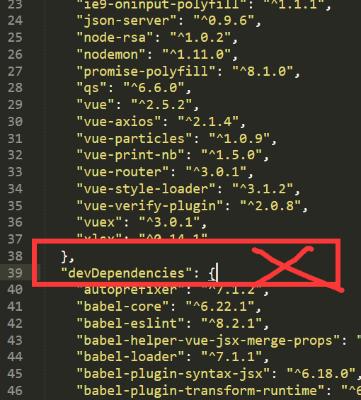 23 "ie9-oninput-polyfill": "^1.1.1",
24 "json-server": "^0.9.6",
25 "node-rsa": "^1.0.2",
26 "nodemon": "^1.11.0",
27 "promise-polyfill": "^8.1.0",
28 "qs": "^6.6.0",
29 "vue": "^2.5.2",
30 "vue-axios": "^2.1.4",
31 "vue-particles": "^1.0.9",
32 "vue-print-nb": "^1.5.0",
33 "vue-router": "^3.0.1",
34 "vue-style-loader": "^3.1.2",
35 "vue-verify-plugin": "^2.0.8",
36 "vuex": "^3.0.1",
37 "xlsx": "^0.14.1"
38 },
39 "devDependencies": {
40 "autoprefixer": "^7.1.2",
41 "babel-core": "^6.22.1",
42 "babel-eslint": "^8.2.1",
43 "babel-helper-vue-jsx-merge-props": "
44 "babel-loader": "^7.1.1",
45 "babel-plugin-syntax-jsx": "^6.18.0",
46 "babel-plugin-transform-runtime": "^6